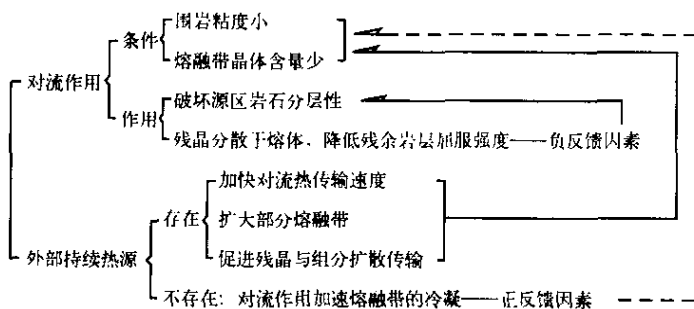 围岩粘度小
条件
熔融带晶体含量少
对流作用
破坏源区岩石分层性
作用
残晶分散于熔体、降低残余岩层屈服强度——负反馈因素
加快对流热传输速度
存在
扩大部分熔融带
外部持续热源
促进残晶与组分扩散传输
不存在：对流作用加速熔融带的冷凝——正反馈因素